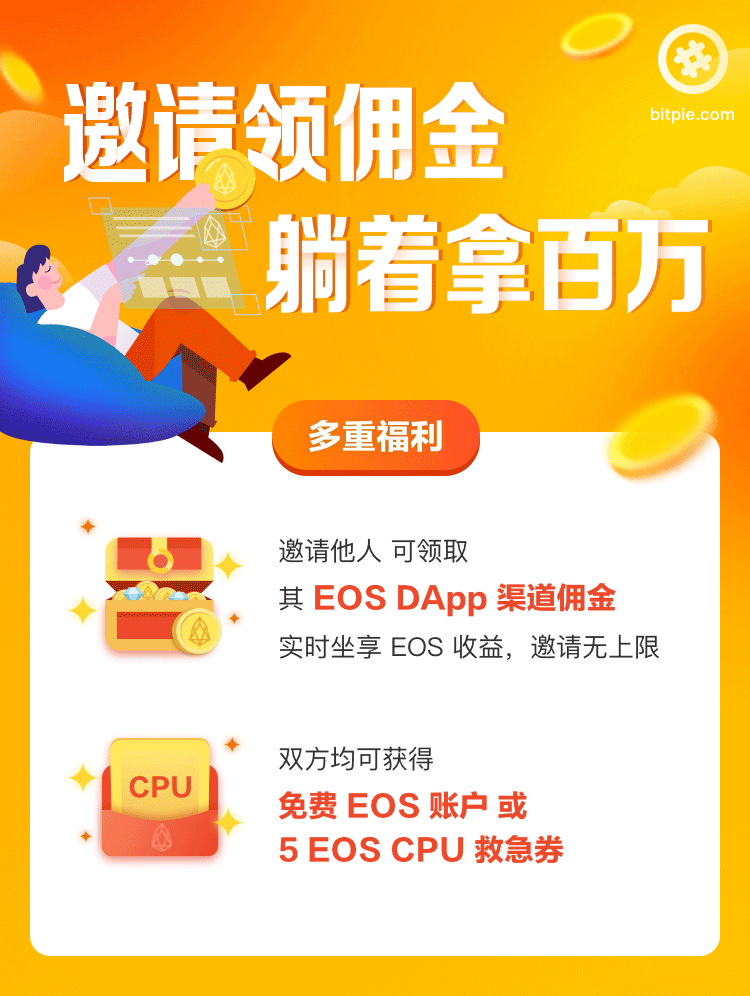 bitpie.com
邀请领佣金
躺着拿百万
多重福利
邀请他人 可领取
其 EOS DApp 渠道佣金
实时坐享 EOS 收益，邀请无上限
CPU
双方均可获得
免费 EOS 账户 或
5 EOS CPU 救急券